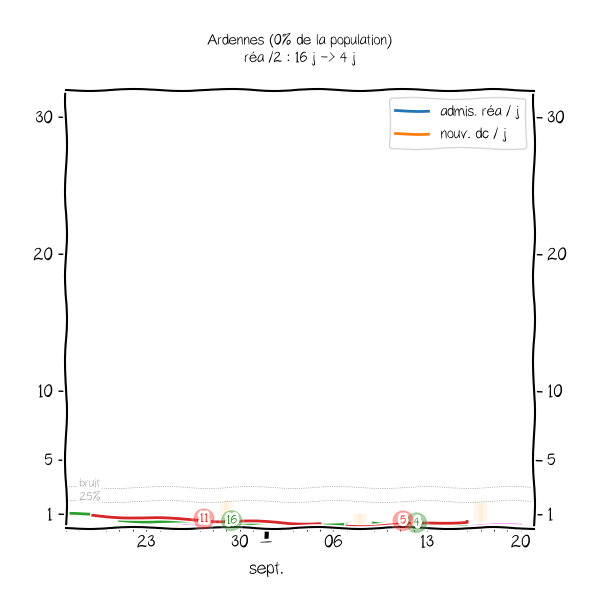 Ardennes (0% de la population)
réa /2 : 16 j -> 4 j
admis. réa / j
nouv. dc / j
30 30
20 20
10 10
5 5
bruit
25%
1 1
11 16 5 4
23 30 06 13 20
sept.